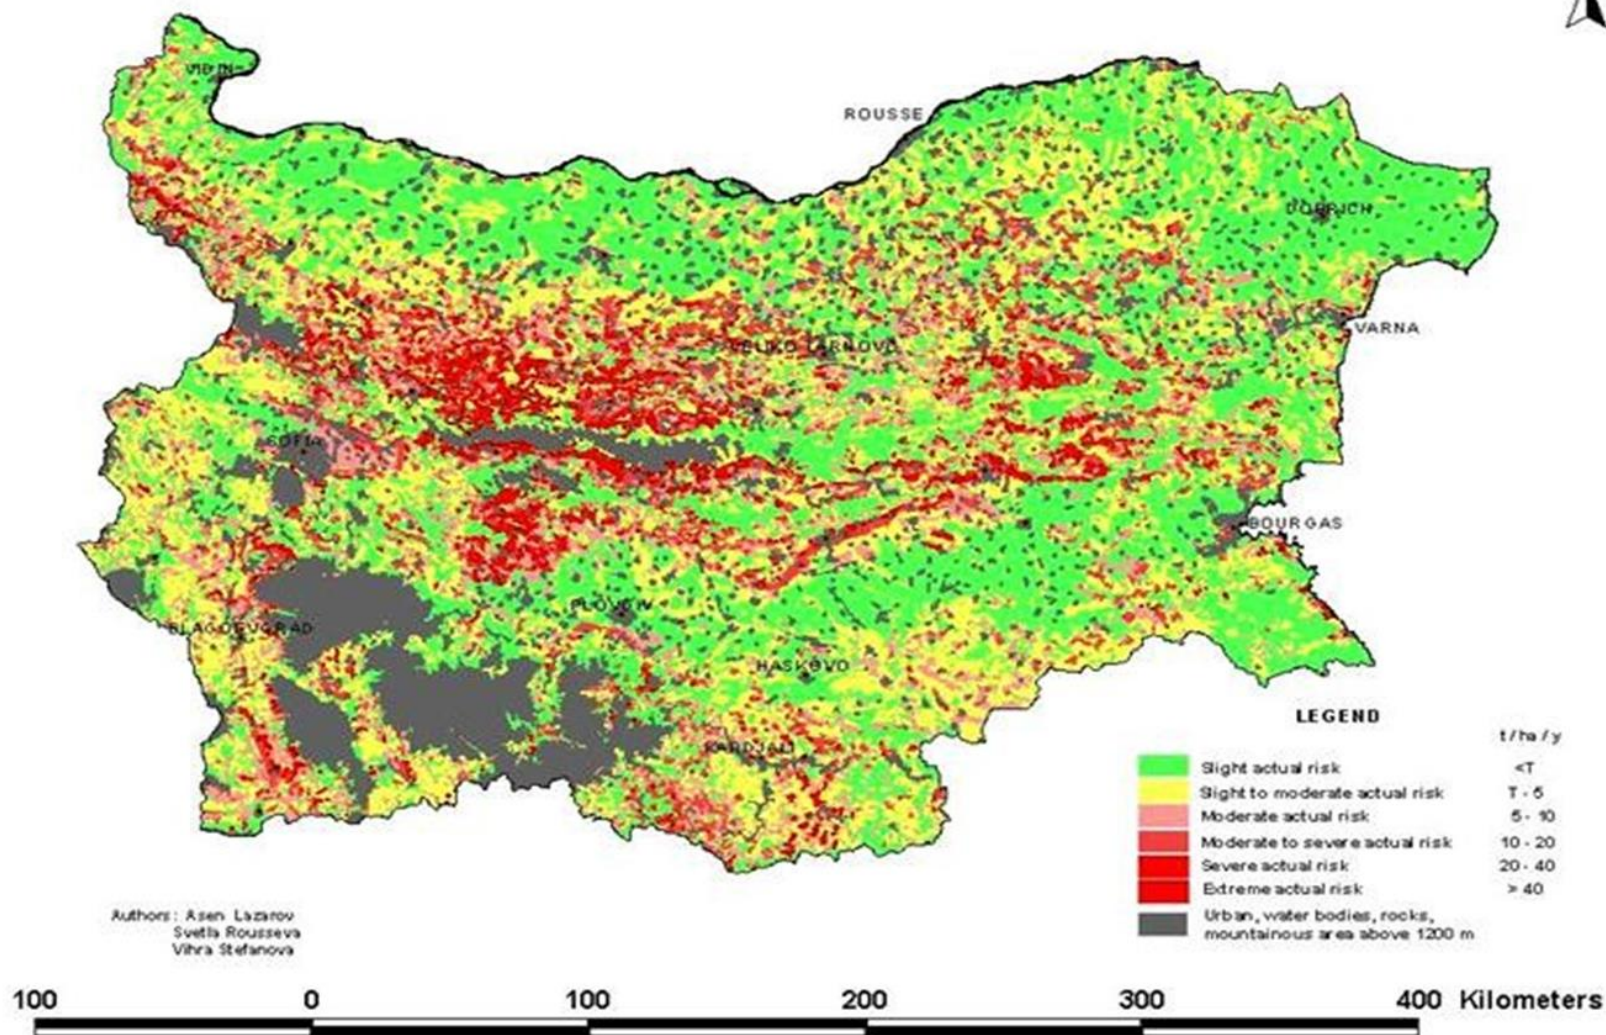 VIDIN
ROUSSE
DOBRICH
VARNA
VELIKO TARNOVO
SOFIA
BOURGAS
PLOVDIV
BLAGOEVGRAD
HASKOVO
KARDJALI
LEGEND
t / ha / y
Slight actual risk <T
Slight to moderate actual risk T - 5
Moderate actual risk 5 - 10
Moderate to severe actual risk 10 - 20
Severe actual risk 20 - 40
Extreme actual risk > 40
Urban, water bodies, rocks,
mountainous area above 1200 m
Authors: Asen Lazarov
Svetla Rousseva
Vihra Stefanova
100 0 100 200 300 400 Kilometers